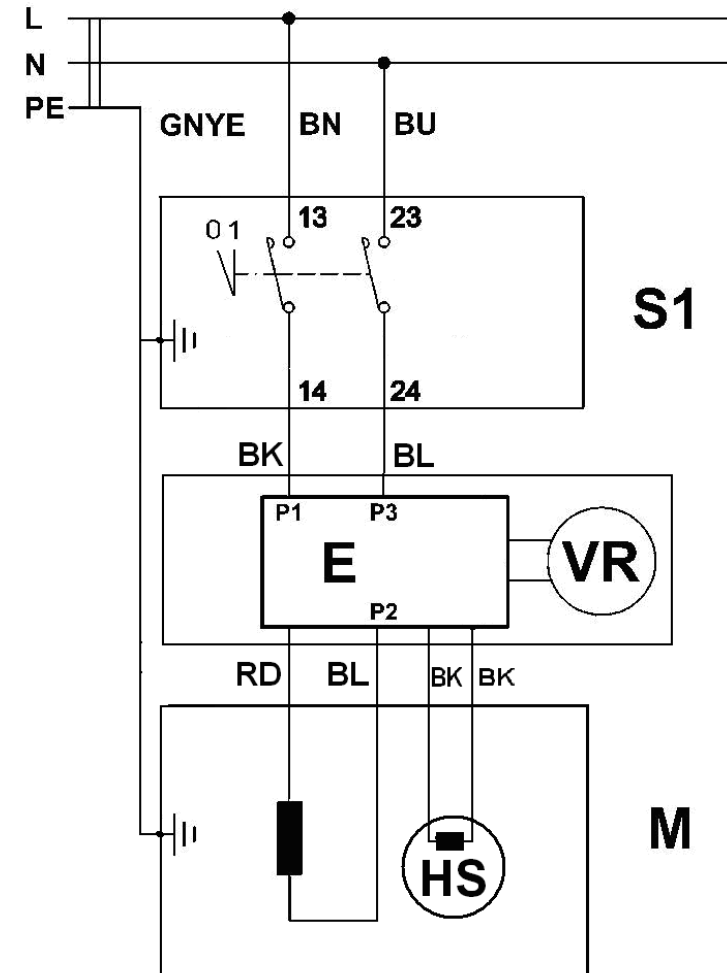 L
N
PE
GNYE BN BU
13 23
0 1
S1
14 24
BK BL
P1 P3
E VR
P2
RD BL BK BK
M
HS